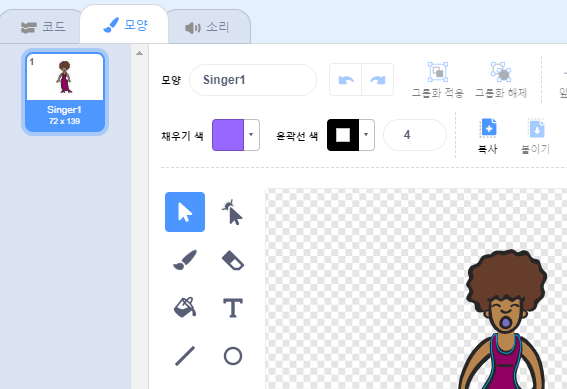 코드
모양
소리
1
Singer1
72 x 139
모양
Singer1
그룹화 적용
그룹화 해제
채우기 색
윤곽선 색
4
복사
붙이기
T